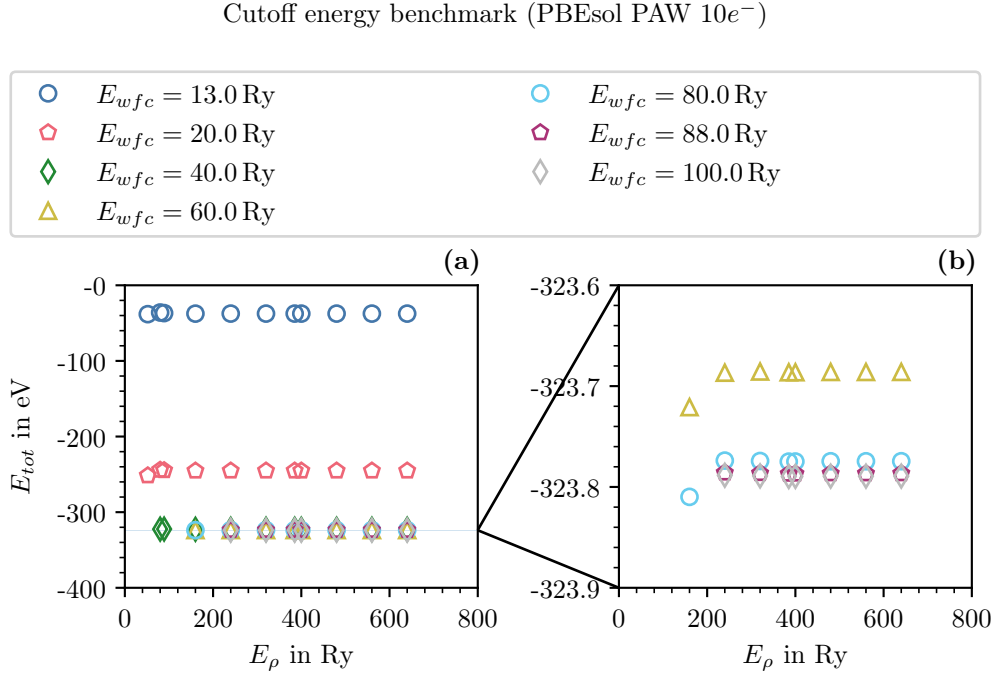 Cutoff energy benchmark (PBEsol PAW 10e⁻)
E_wfc = 13.0 Ry
E_wfc = 20.0 Ry
E_wfc = 40.0 Ry
E_wfc = 60.0 Ry
E_wfc = 80.0 Ry
E_wfc = 88.0 Ry
E_wfc = 100.0 Ry
(a)
-0
-100
-200
-300
-400
E_tot in eV
0 200 400 600 800
E_ρ in Ry
(b)
-323.6
-323.7
-323.8
-323.9
0 200 400 600 800
E_ρ in Ry